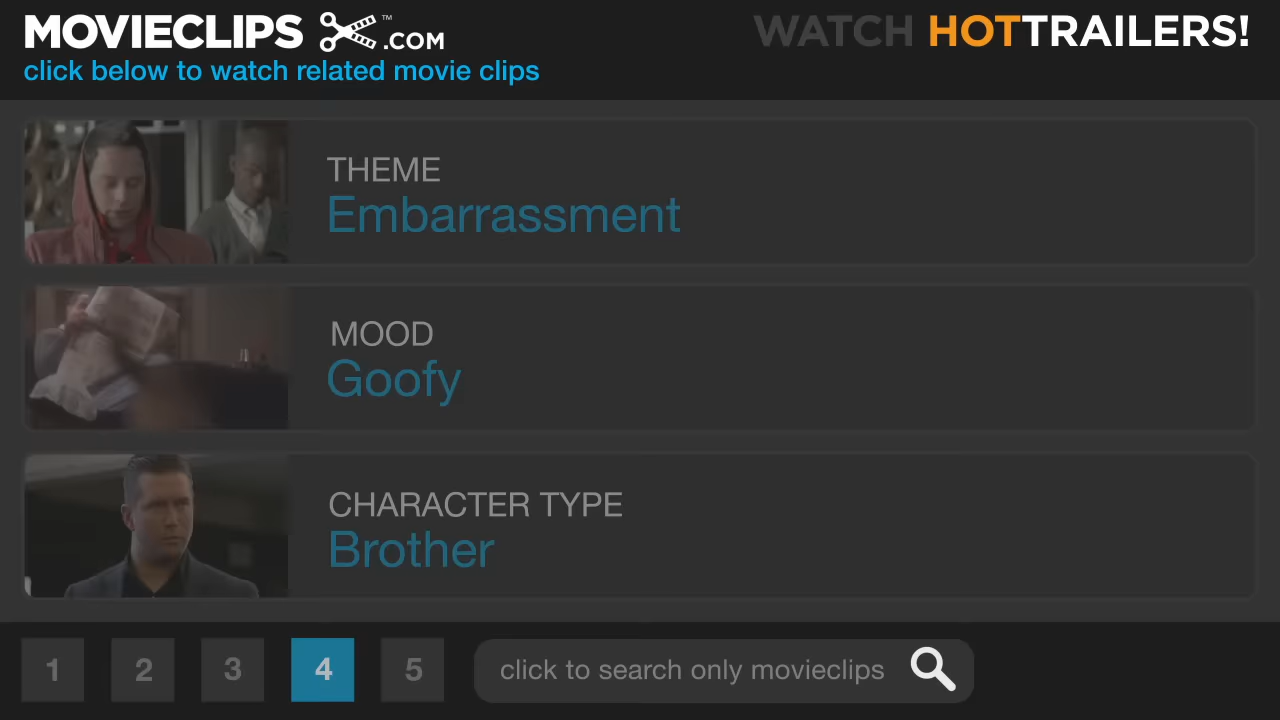 MOVIECLIPS ™ .COM
WATCH HOTTRAILERS!
click below to watch related movie clips
THEME
Embarrassment
MOOD
Goofy
CHARACTER TYPE
Brother
1 2 3 4 5 click to search only movieclips